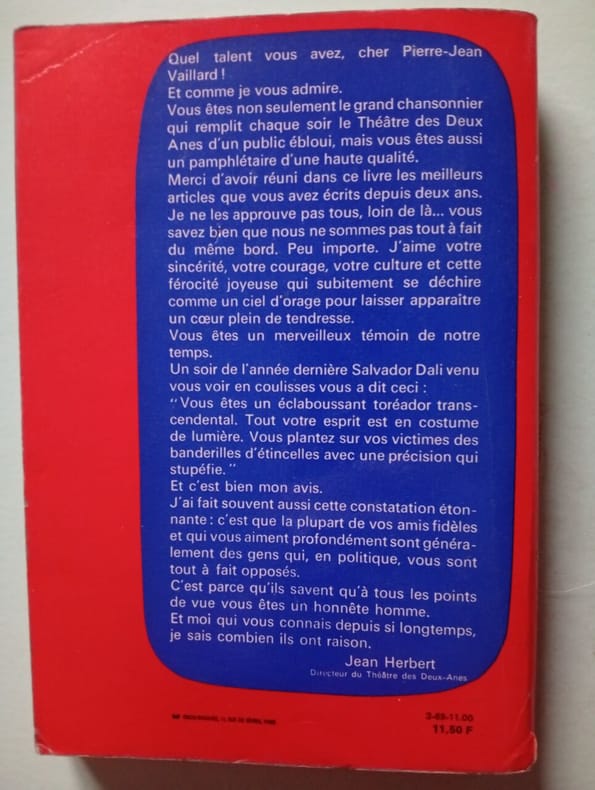 Quel talent vous avez, cher Pierre-Jean
Vaillard !
Et comme je vous admire.
Vous êtes non seulement le grand chansonnier
qui remplit chaque soir le Théâtre des Deux
Anes d'un public ébloui, mais vous êtes aussi
un pamphlétaire d'une haute qualité.
Merci d'avoir réuni dans ce livre les meilleurs
articles que vous avez écrits depuis deux ans.
Je ne les approuve pas tous, loin de là... vous
savez bien que nous ne sommes pas tout à fait
du même bord. Peu importe. J'aime votre
sincérité, votre courage, votre culture et cette
férocité joyeuse qui subitement se déchire
comme un ciel d'orage pour laisser apparaitre
un cœur plein de tendresse.
Vous êtes un merveilleux témoin de notre
temps.
Un soir de l'année dernière Salvador Dali venu
vous voir en coulisses vous a dit ceci :
"Vous êtes un éclaboussant toréador trans-
cendental. Tout votre esprit est en costume
de lumière. Vous plantez sur vos victimes des
banderilles d'étincelles avec une précision qui
stupéfie."
Et c'est bien mon avis.
J'ai fait souvent aussi cette constatation éton-
nante : c'est que la plupart de vos amis fidèles
et qui vous aiment profondément sont généra-
lement des gens qui, en politique, vous sont
tout à fait opposés.
C'est parce qu'ils savent qu'à tous les points
de vue vous êtes un honnête homme.
Et moi qui vous connais depuis si longtemps,
je sais combien ils ont raison.
Jean Herbert
Directeur du Théâtre des Deux-Anes
3-69-11.00
11,50 F